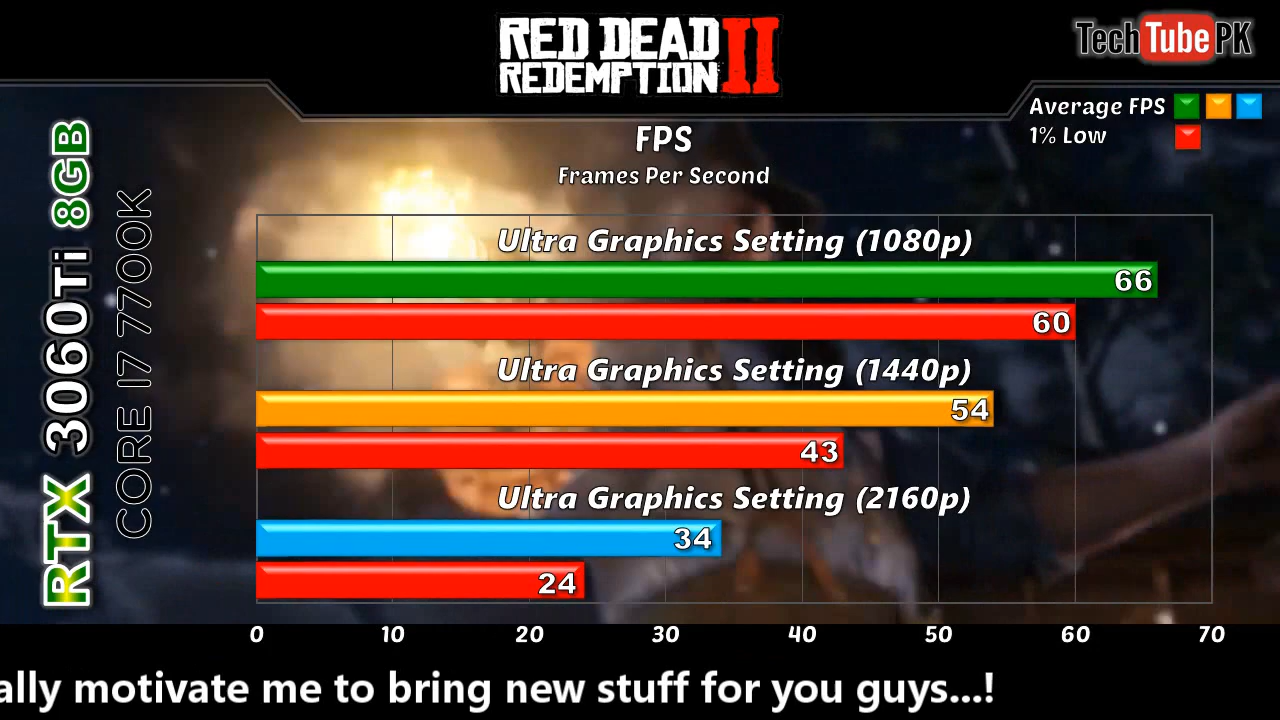 RED DEAD
REDEMPTION II
TechTubePK
Average FPS
1% Low
FPS
Frames Per Second
RTX 3060Ti 8GB
CORE I7 7700K
Ultra Graphics Setting (1080p)
66
60
Ultra Graphics Setting (1440p)
54
43
Ultra Graphics Setting (2160p)
34
24
0 10 20 30 40 50 60 70
ally motivate me to bring new stuff for you guys...!